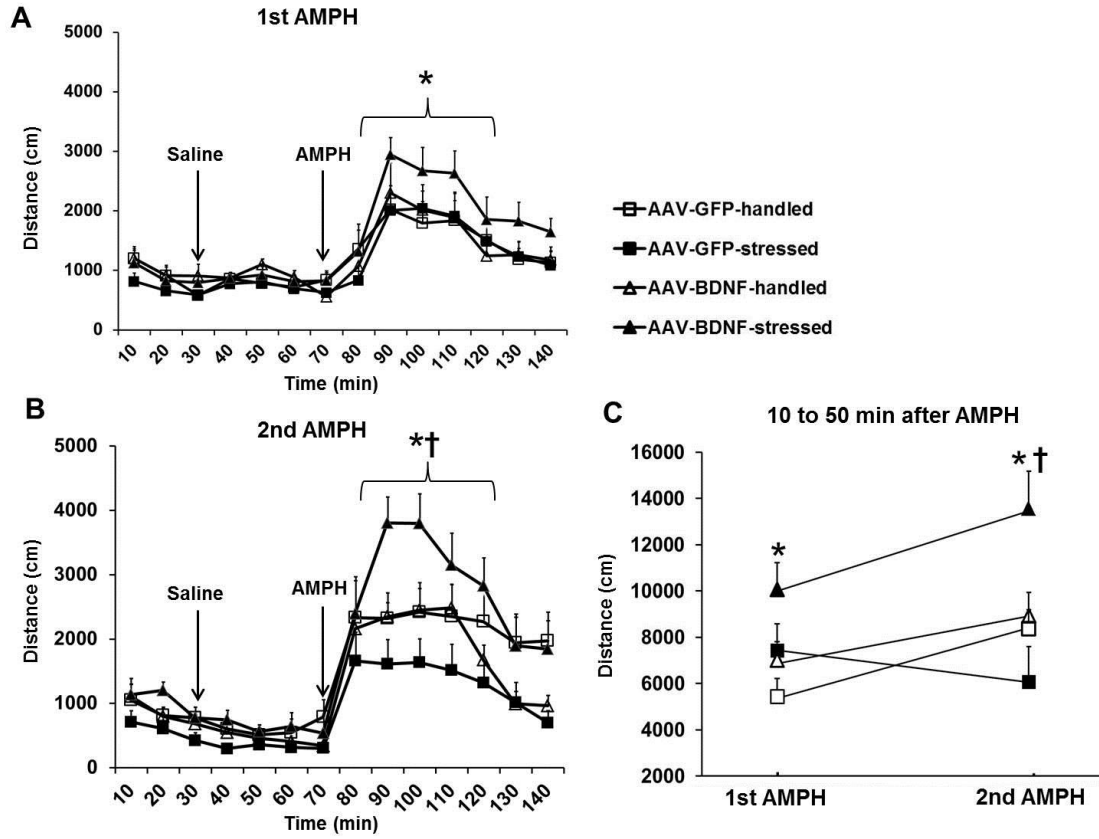 A
1st AMPH
5000
4000
3000
2000
1000
0
Distance (cm)
Saline
AMPH
*
10 20 30 40 50 60 70 80 90 100 110 120 130 140
Time (min)
AAV-GFP-handled
AAV-GFP-stressed
AAV-BDNF-handled
AAV-BDNF-stressed
B
2nd AMPH
5000
4000
3000
2000
1000
0
Distance (cm)
Saline
AMPH
*†
10 20 30 40 50 60 70 80 90 100 110 120 130 140
Time (min)
C
10 to 50 min after AMPH
16000
14000
12000
10000
8000
6000
4000
2000
Distance (cm)
*
*†
1st AMPH
2nd AMPH